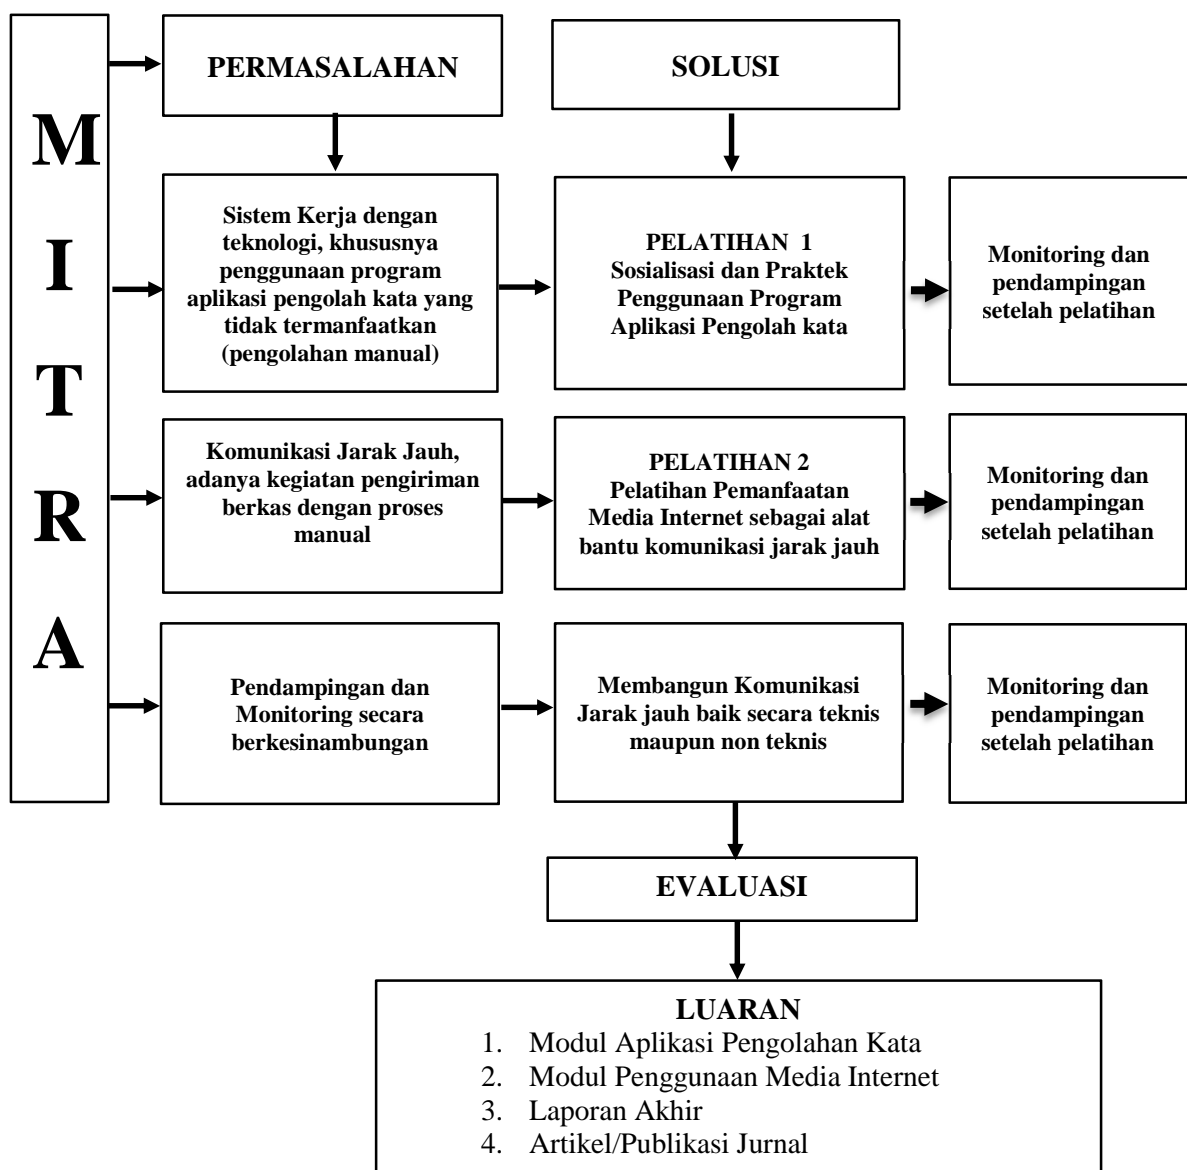 M
I
T
R
A
PERMASALAHAN
SOLUSI
Sistem Kerja dengan
teknologi, khususnya
penggunaan program
aplikasi pengolah kata yang
tidak termanfaatkan
(pengolahan manual)
PELATIHAN 1
Sosialisasi dan Praktek
Penggunaan Program
Aplikasi Pengolah kata
Monitoring dan
pendampingan
setelah pelatihan
Komunikasi Jarak Jauh,
adanya kegiatan pengiriman
berkas dengan proses
manual
PELATIHAN 2
Pelatihan Pemanfaatan
Media Internet sebagai alat
bantu komunikasi jarak jauh
Monitoring dan
pendampingan
setelah pelatihan
Pendampingan dan
Monitoring secara
berkesinambungan
Membangun Komunikasi
Jarak jauh baik secara teknis
maupun non teknis
Monitoring dan
pendampingan
setelah pelatihan
EVALUASI
LUARAN
1. Modul Aplikasi Pengolahan Kata
2. Modul Penggunaan Media Internet
3. Laporan Akhir
4. Artikel/Publikasi Jurnal